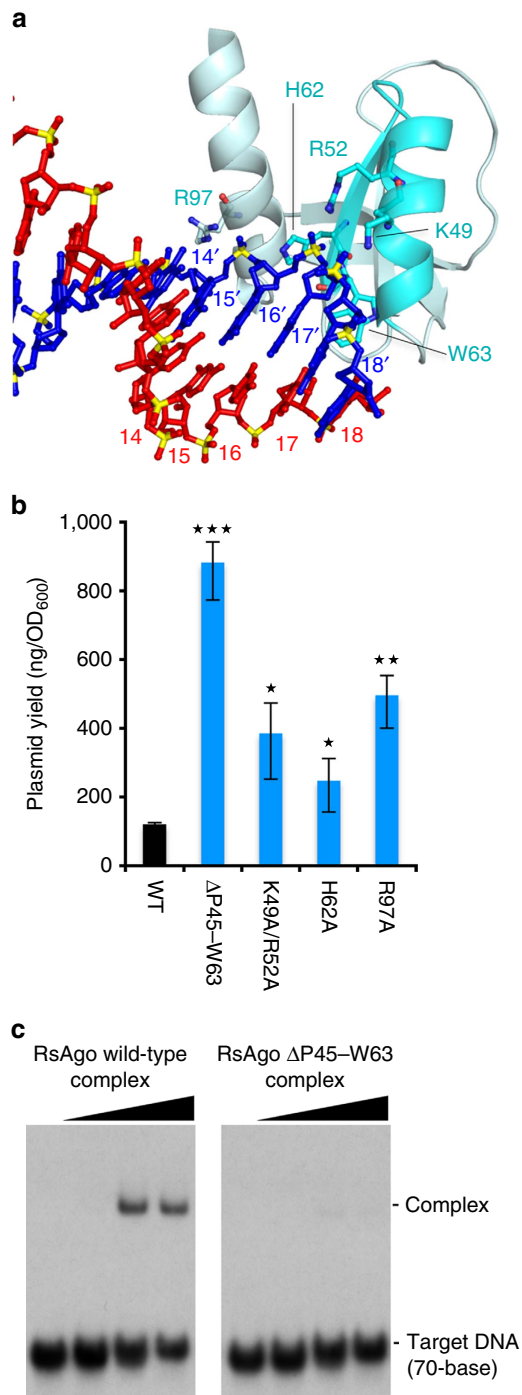 a
H62
R52
R97
K49
14′
15′
16′
17′
18′
W63
14
15
16
17
18
b
Plasmid yield (ng/OD600)
1,000
800
600
400
200
0
★★★
★
★
★★
WT
ΔP45–W63
K49A/R52A
H62A
R97A
c
RsAgo wild-type
complex
RsAgo ΔP45–W63
complex
Complex
Target DNA
(70-base)